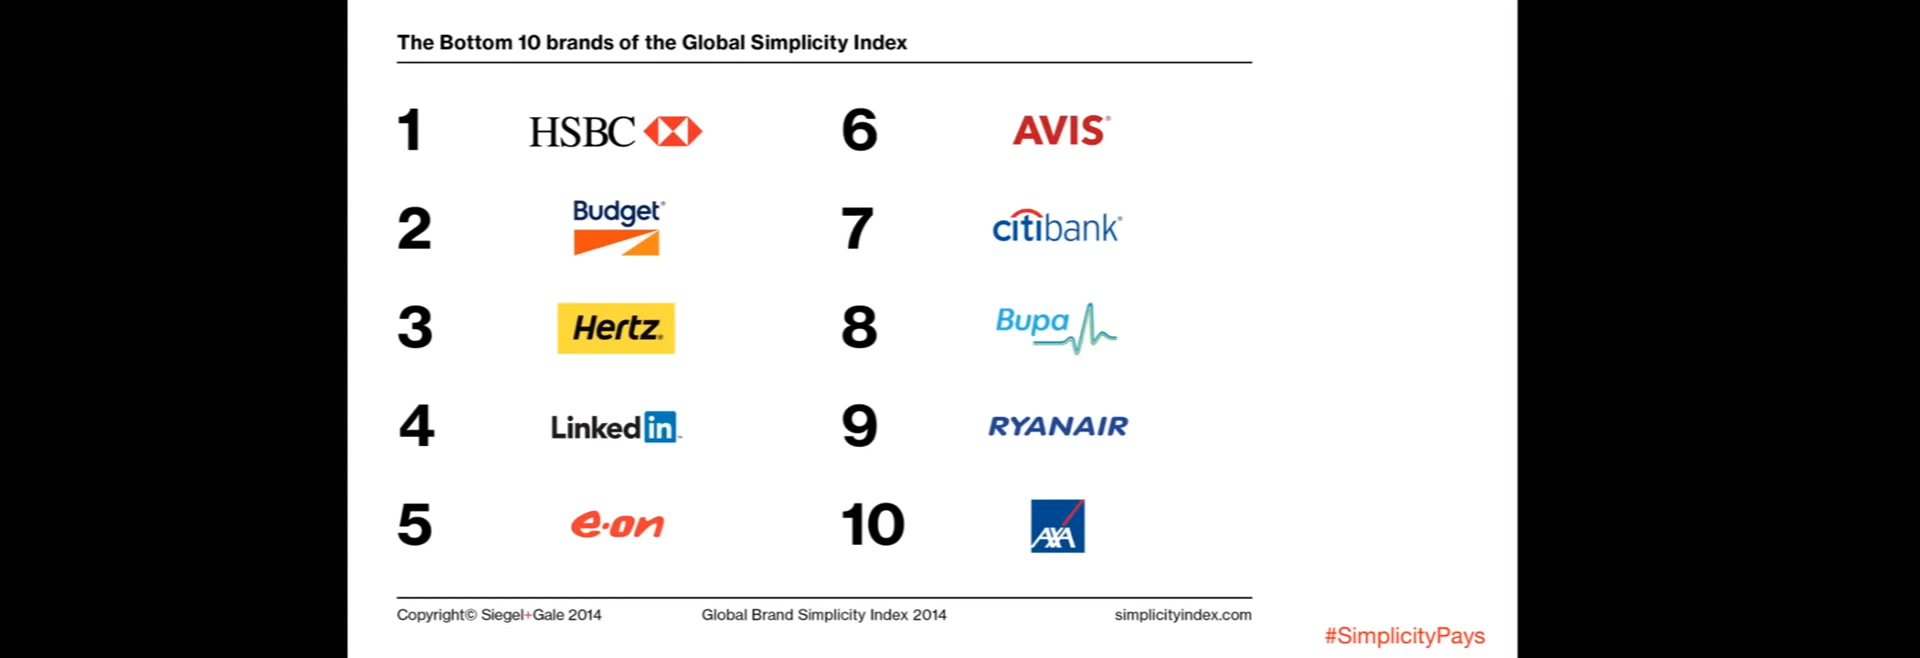 The Bottom 10 brands of the Global Simplicity Index
1 HSBC
2 Budget®
3 Hertz®
4 Linkedin™
5 e·on
6 AVIS®
7 citibank®
8 Bupa
9 RYANAIR
10 AXA
Copyright© Siegel+Gale 2014
Global Brand Simplicity Index 2014
simplicityindex.com
#SimplicityPays